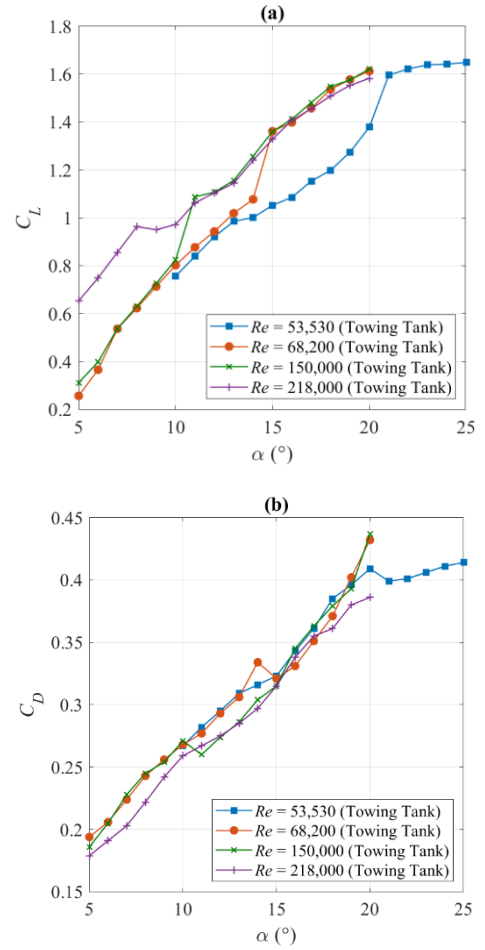 (a)
1.8
1.6
1.4
1.2
1
0.8
0.6
0.4
0.2
C_L
Re = 53,530 (Towing Tank)
Re = 68,200 (Towing Tank)
Re = 150,000 (Towing Tank)
Re = 218,000 (Towing Tank)
5 10 15 20 25
α (°)
(b)
0.45
0.4
0.35
0.3
0.25
0.2
0.15
C_D
Re = 53,530 (Towing Tank)
Re = 68,200 (Towing Tank)
Re = 150,000 (Towing Tank)
Re = 218,000 (Towing Tank)
5 10 15 20 25
α (°)